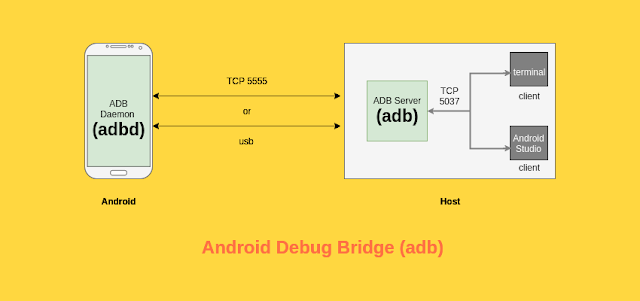 ADB
Daemon
(adbd)
Android
TCP 5555
or
usb
ADB Server
(adb)
TCP
5037
terminal
client
Android
Studio
client
Host
Android Debug Bridge (adb)